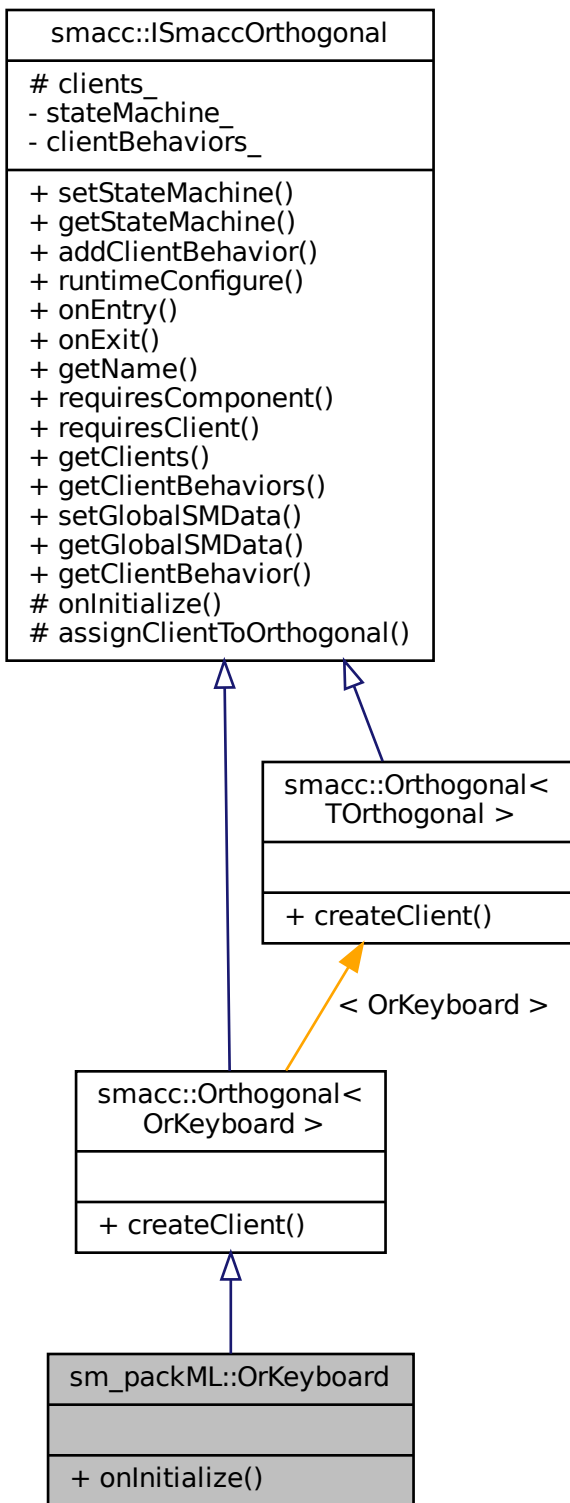 smacc::ISmaccOrthogonal
# clients_
- stateMachine_
- clientBehaviors_
+ setStateMachine()
+ getStateMachine()
+ addClientBehavior()
+ runtimeConfigure()
+ onEntry()
+ onExit()
+ getName()
+ requiresComponent()
+ requiresClient()
+ getClients()
+ getClientBehaviors()
+ setGlobalSMData()
+ getGlobalSMData()
+ getClientBehavior()
# onInitialize()
# assignClientToOrthogonal()
smacc::Orthogonal<
TOrthogonal >
+ createClient()
< OrKeyboard >
smacc::Orthogonal<
OrKeyboard >
+ createClient()
sm_packML::OrKeyboard
+ onInitialize()